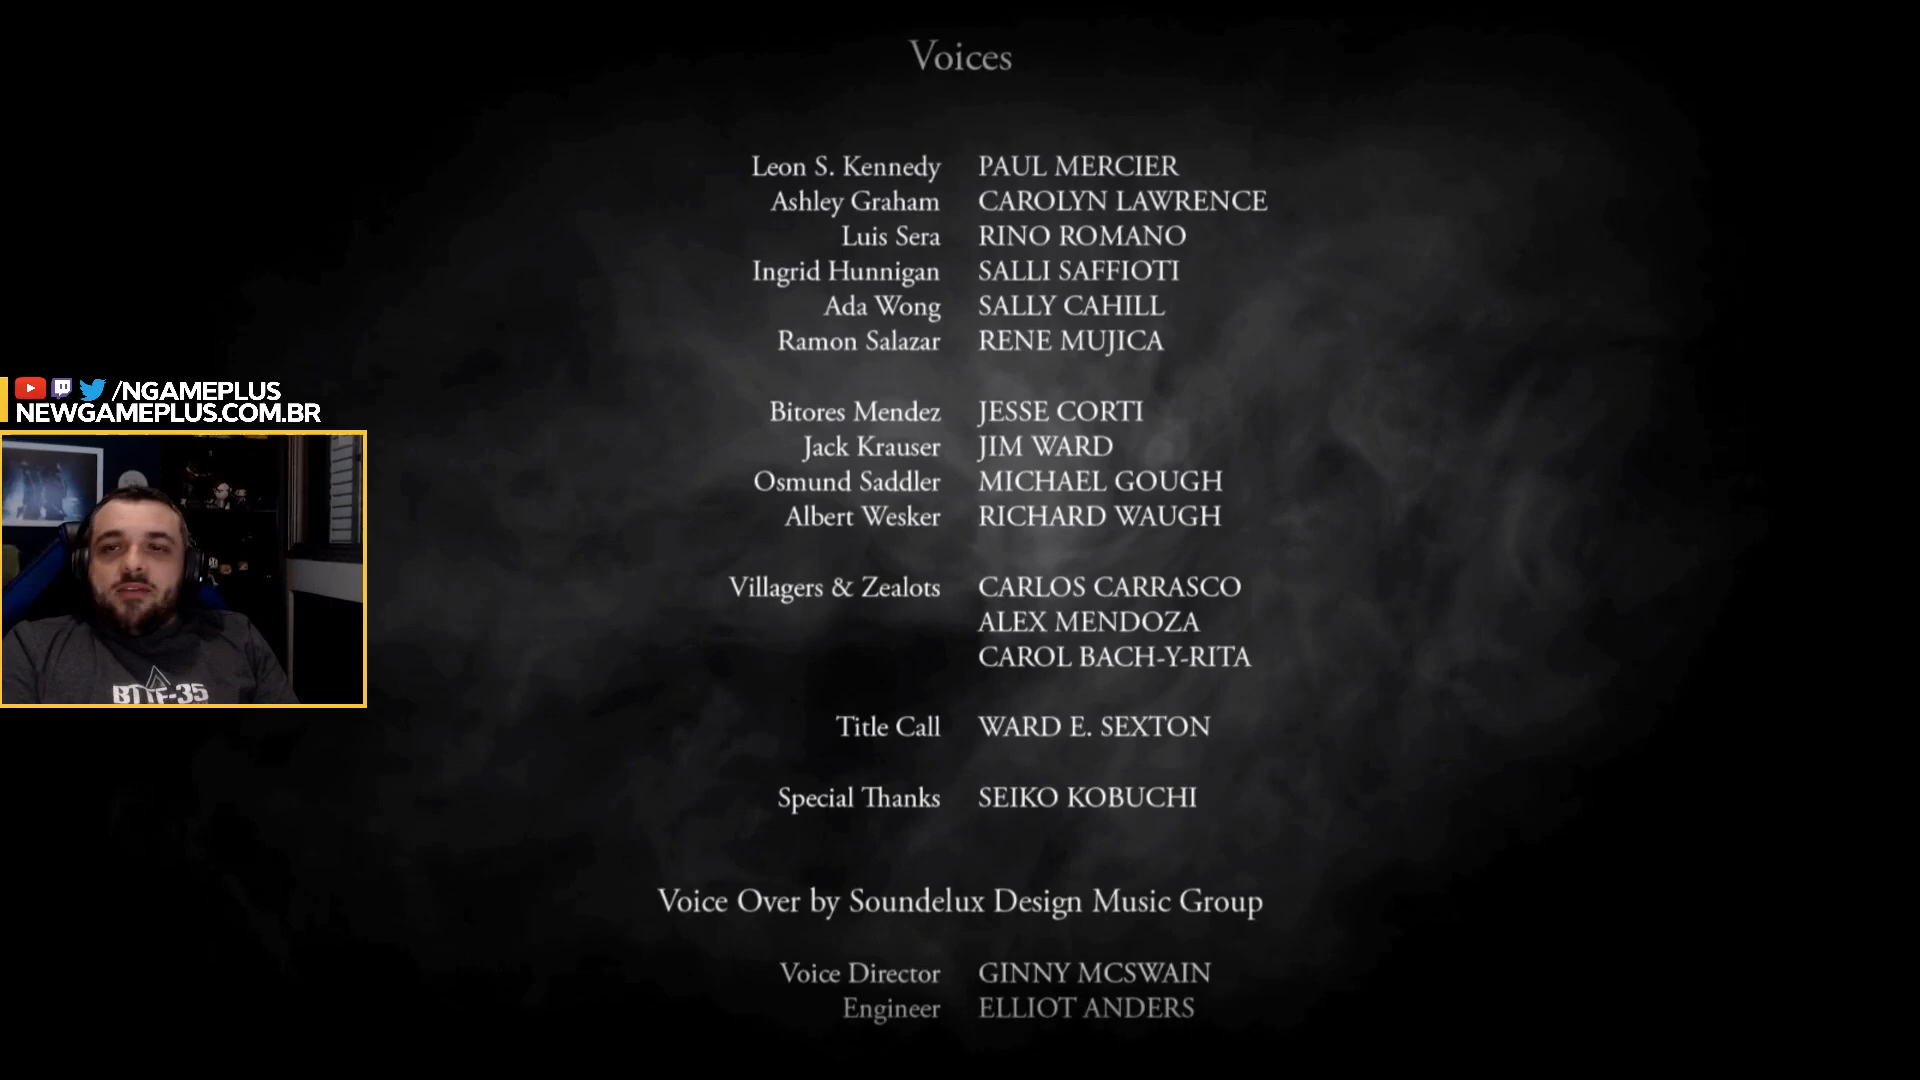 Voices
Leon S. Kennedy PAUL MERCIER
Ashley Graham CAROLYN LAWRENCE
Luis Sera RINO ROMANO
Ingrid Hunnigan SALLI SAFFIOTI
Ada Wong SALLY CAHILL
Ramon Salazar RENE MUJICA
Bitores Mendez JESSE CORTI
Jack Krauser JIM WARD
Osmund Saddler MICHAEL GOUGH
Albert Wesker RICHARD WAUGH
Villagers & Zealots CARLOS CARRASCO
ALEX MENDOZA
CAROL BACH-Y-RITA
Title Call WARD E. SEXTON
Special Thanks SEIKO KOBUCHI
Voice Over by Soundelux Design Music Group
Voice Director GINNY MCSWAIN
Engineer ELLIOT ANDERS
/NGAMEPLUS
NEWGAMEPLUS.COM.BR